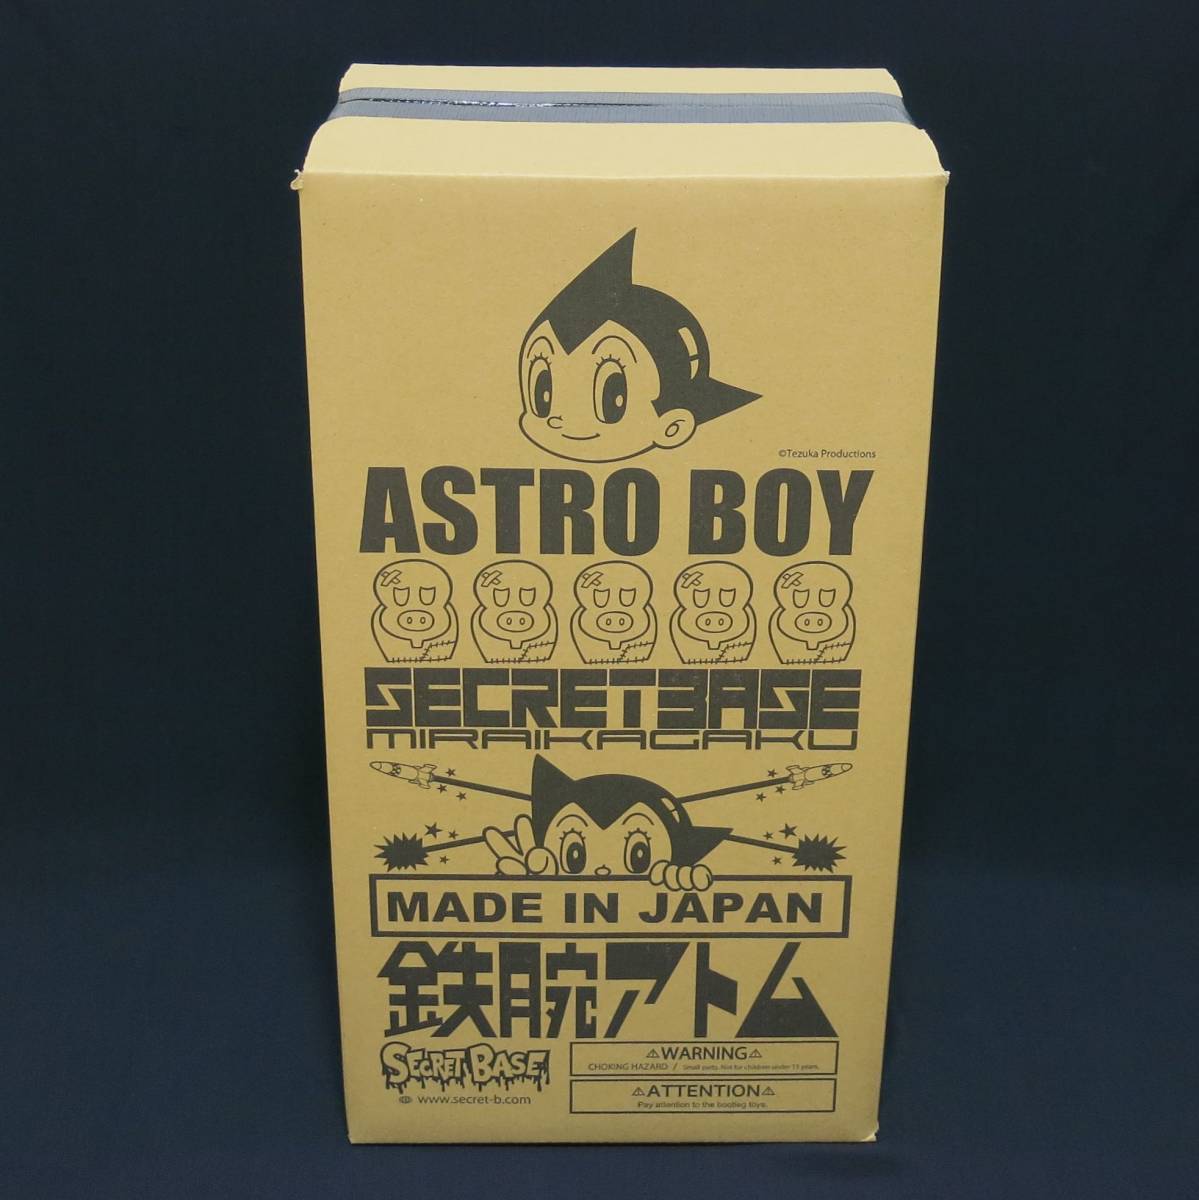 ©Tezuka Productions
ASTRO BOY
SECRETBASE
MIRAIKAGAKU
MADE IN JAPAN
鉄腕アトム
SECRET BASE
www.secret-b.com
⚠WARNING⚠
CHOKING HAZARD / Small parts. Not for children under 15 years.
⚠ATTENTION⚠
Pay attention to the bootleg toys.